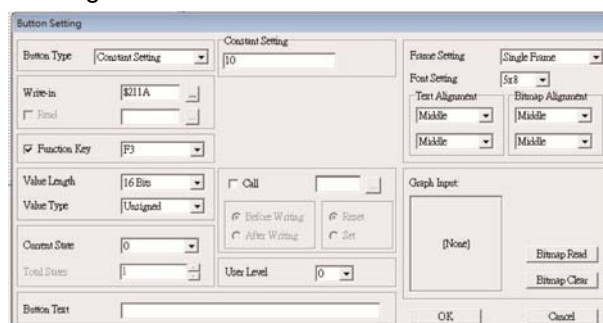 Button Setting
Button Type Constant Setting
Write-in $211A ...
Read ...
Function Key F3
Value Length 16 Bits
Value Type Unsigned
Current State 0
Total States 1
Button Text
Constant Setting
10
Call ...
Before Writing Reset
After Writing Set
User Level 0
Frame Setting Single Frame
Font Setting 5x8
Text Alignment Bitmap Alignment
Middle Middle
Middle Middle
Graph Input:
(None)
Bitmap Read
Bitmap Clear
OK Cancel